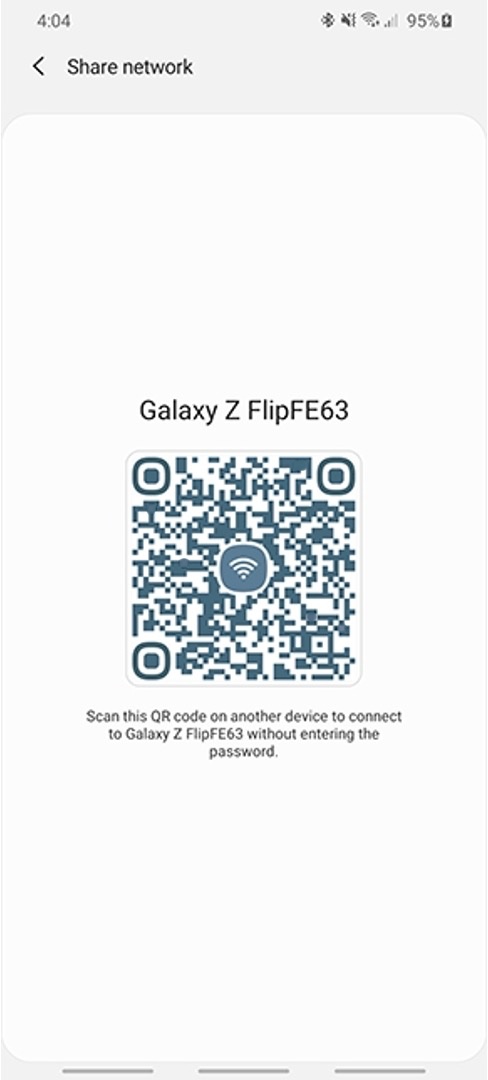 4:04
95%
Share network
Galaxy Z FlipFE63
Scan this QR code on another device to connect
to Galaxy Z FlipFE63 without entering the
password.